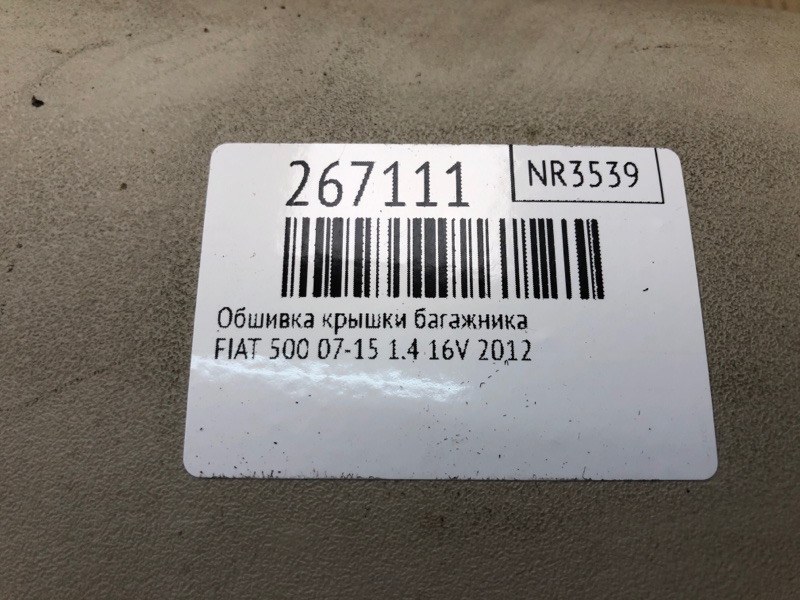 267111
NR3539
Обшивка крышки багажника
FIAT 500 07-15 1.4 16V 2012